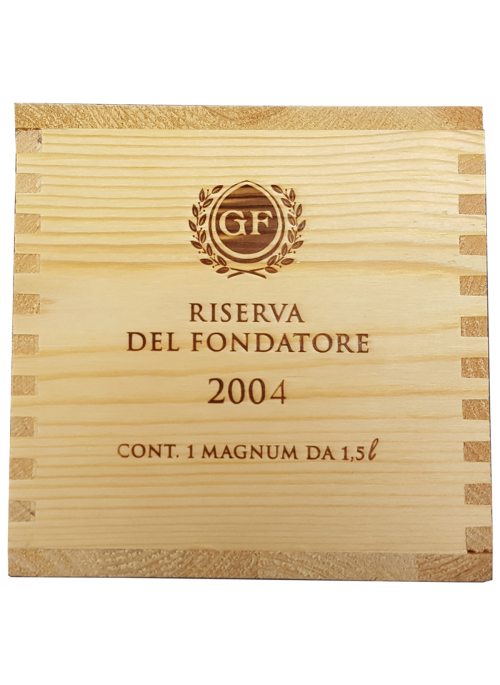 GF
RISERVA
DEL FONDATORE
2004
CONT. 1 MAGNUM DA 1,5 ℓ